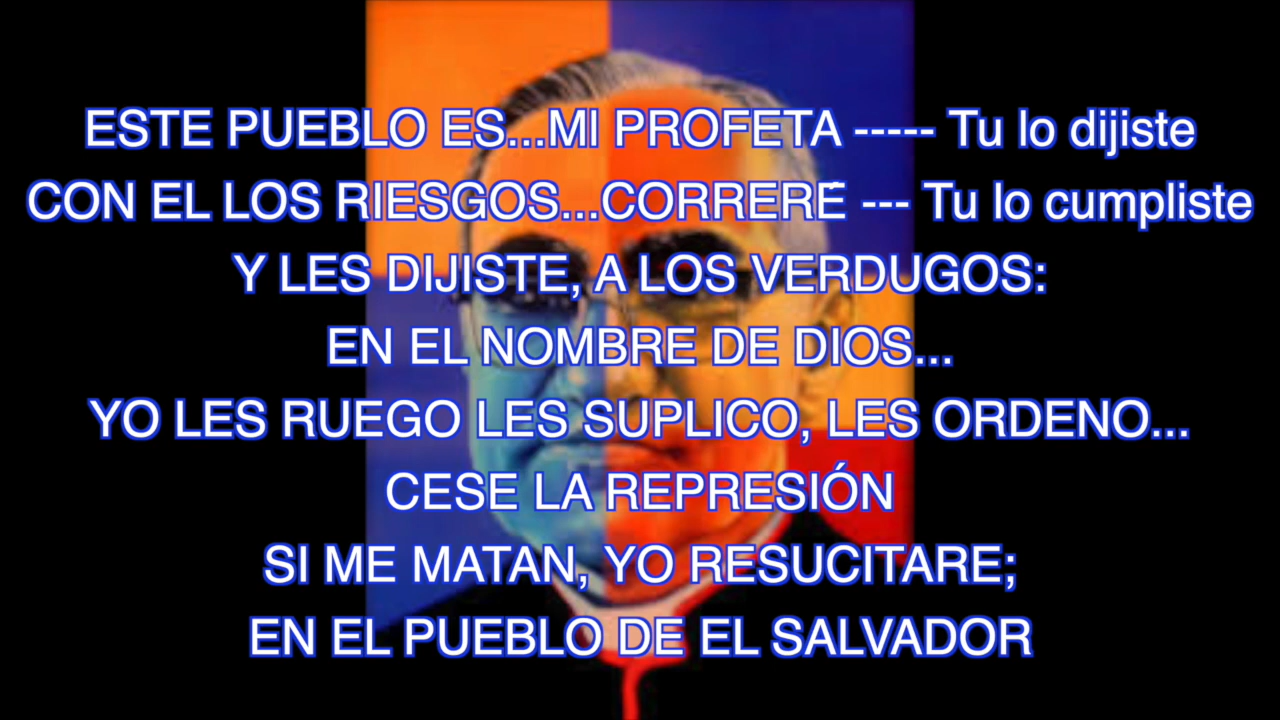 ESTE PUEBLO ES...MI PROFETA ----- Tu lo dijiste
CON EL LOS RIESGOS...CORRERÉ --- Tu lo cumpliste
Y LES DIJISTE, A LOS VERDUGOS:
EN EL NOMBRE DE DIOS...
YO LES RUEGO LES SUPLICO, LES ORDENO...
CESE LA REPRESIÓN
SI ME MATAN, YO RESUCITARE;
EN EL PUEBLO DE EL SALVADOR